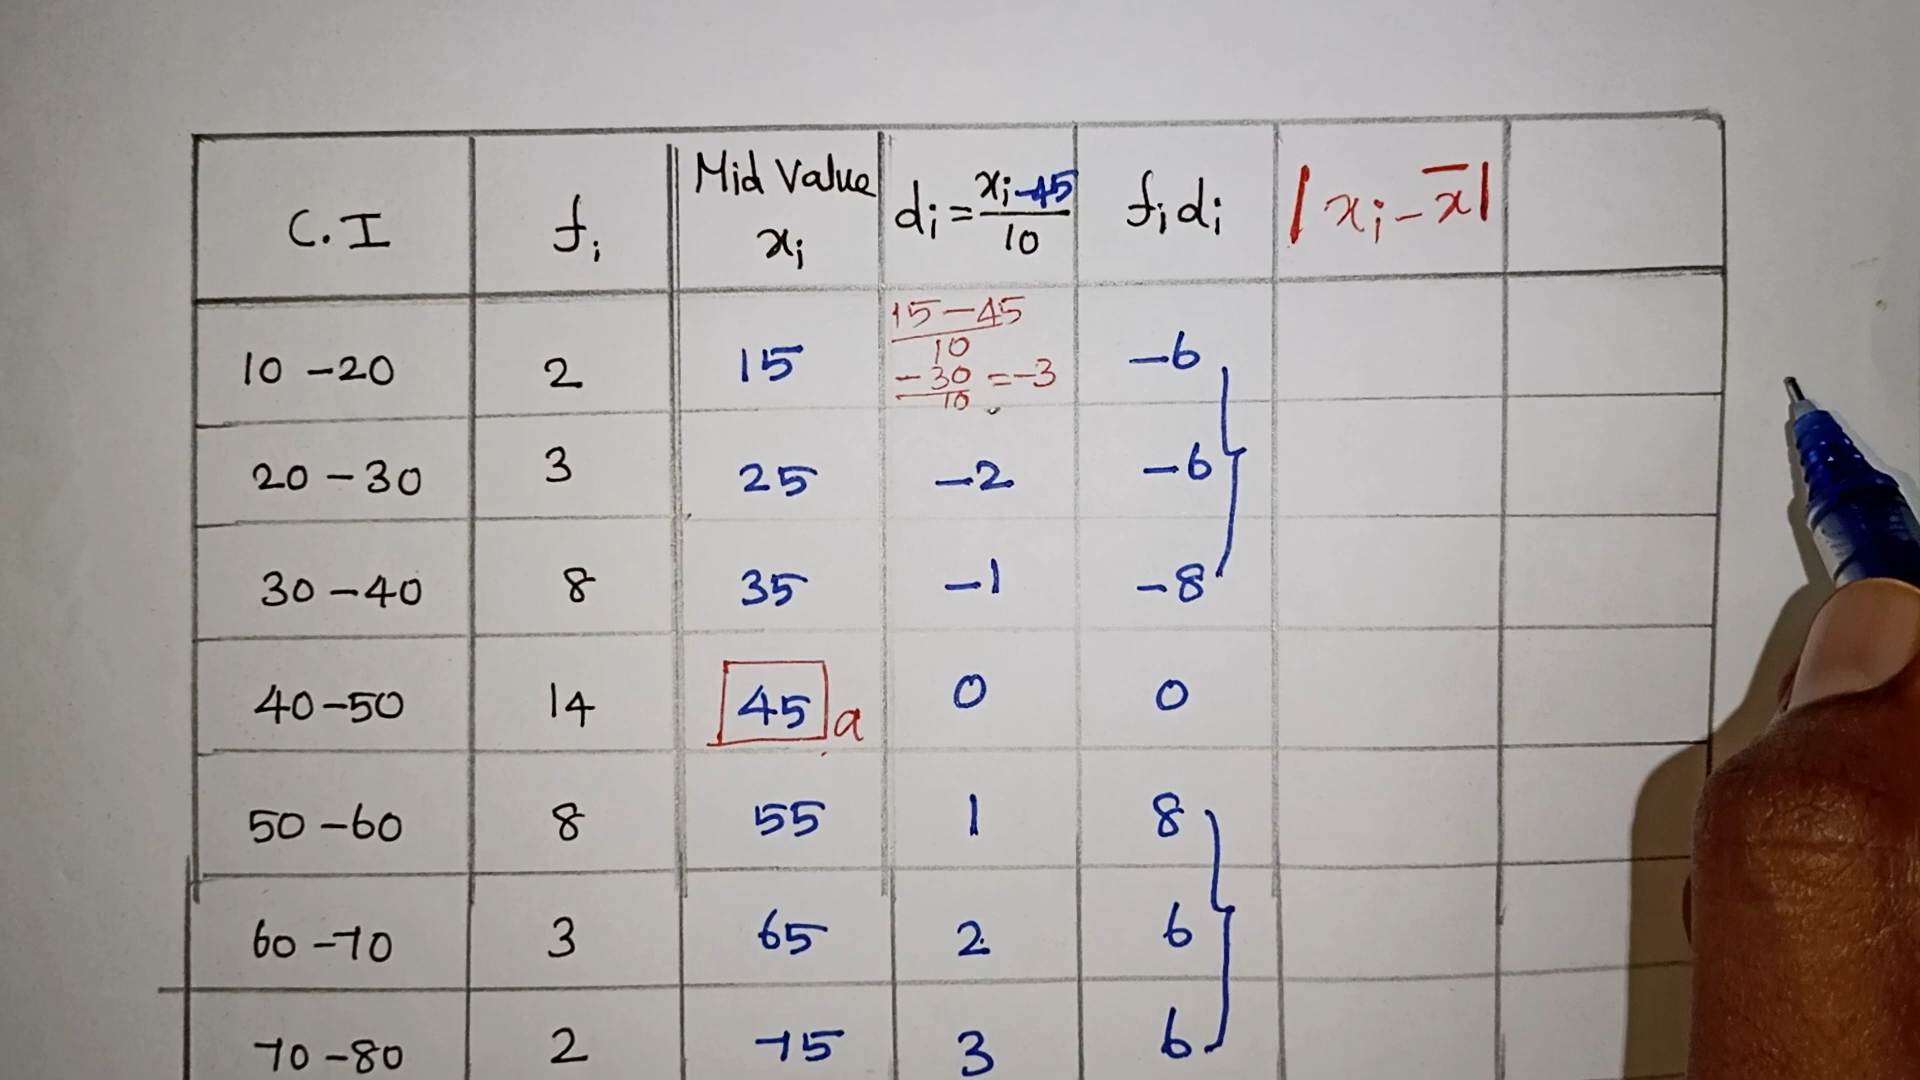 C.I  fᵢ  Mid Value xᵢ  dᵢ = (xᵢ-45)/10  fᵢdᵢ  |xᵢ-x̄|
10-20  2  15  15-45/10  -6
-30/10 = -3
20-30  3  25  -2  -6
30-40  8  35  -1  -8
40-50  14  45 a  0  0
50-60  8  55  1  8
60-70  3  65  2  6
70-80  2  75  3  6